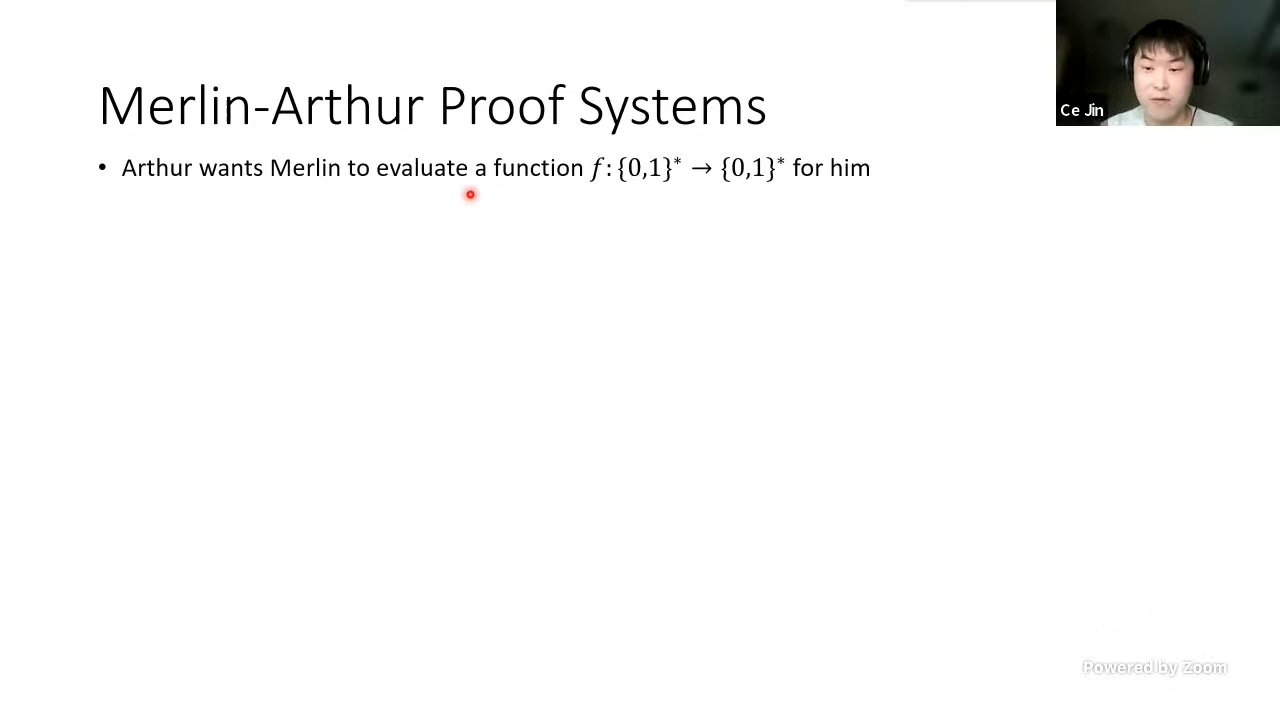 Merlin-Arthur Proof Systems
• Arthur wants Merlin to evaluate a function f: {0,1}* → {0,1}* for him
Ce Jin
Powered by Zoom